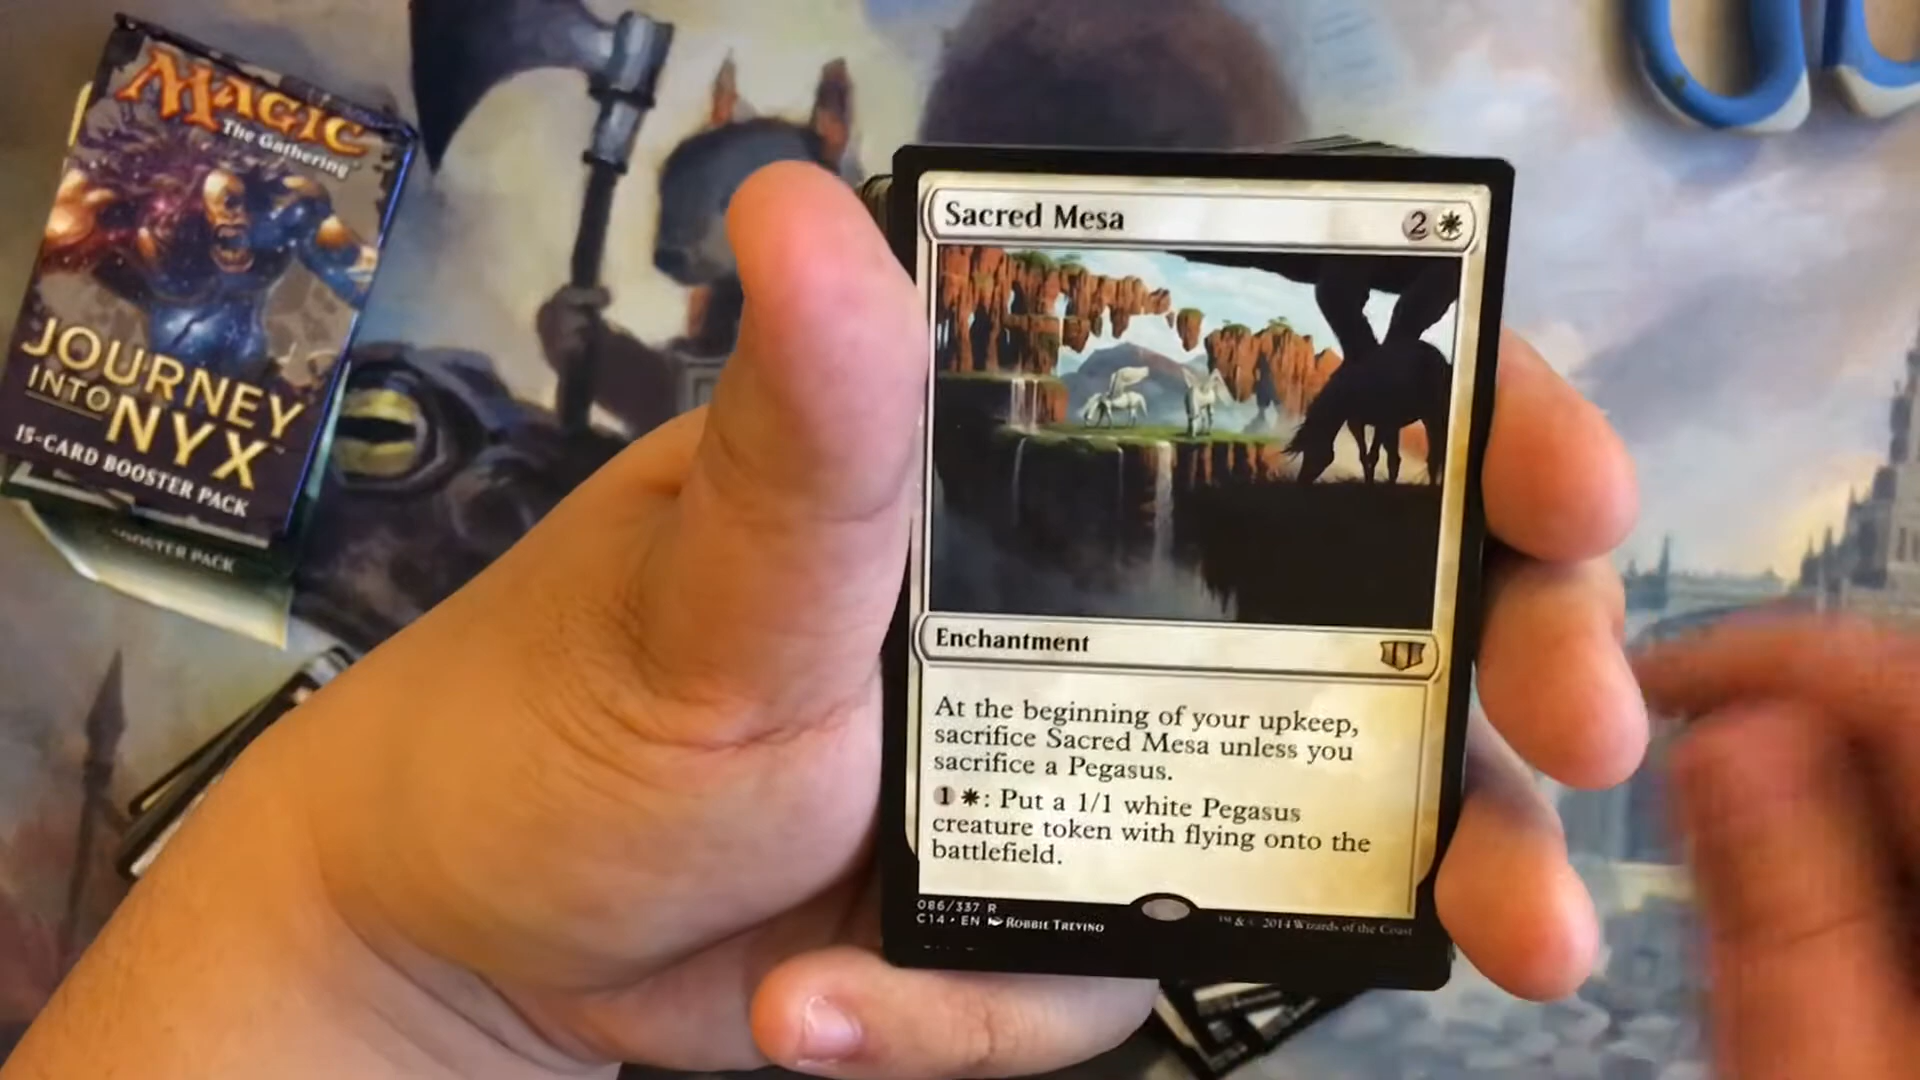 MAGIC
The Gathering
JOURNEY
INTO
NYX
15-CARD BOOSTER PACK
BOOSTER PACK
Sacred Mesa 2
Enchantment
At the beginning of your upkeep,
sacrifice Sacred Mesa unless you
sacrifice a Pegasus.
1 : Put a 1/1 white Pegasus
creature token with flying onto the
battlefield.
086/337 R
C14 • EN ROBBIE TREVINO
™ & © 2014 Wizards of the Coast